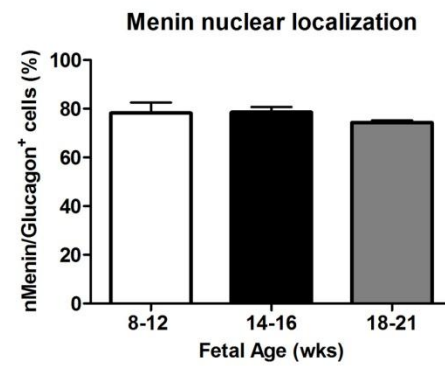 Menin nuclear localization
nMenin/Glucagon⁺ cells (%)
100
80
60
40
20
0
8-12 14-16 18-21
Fetal Age (wks)